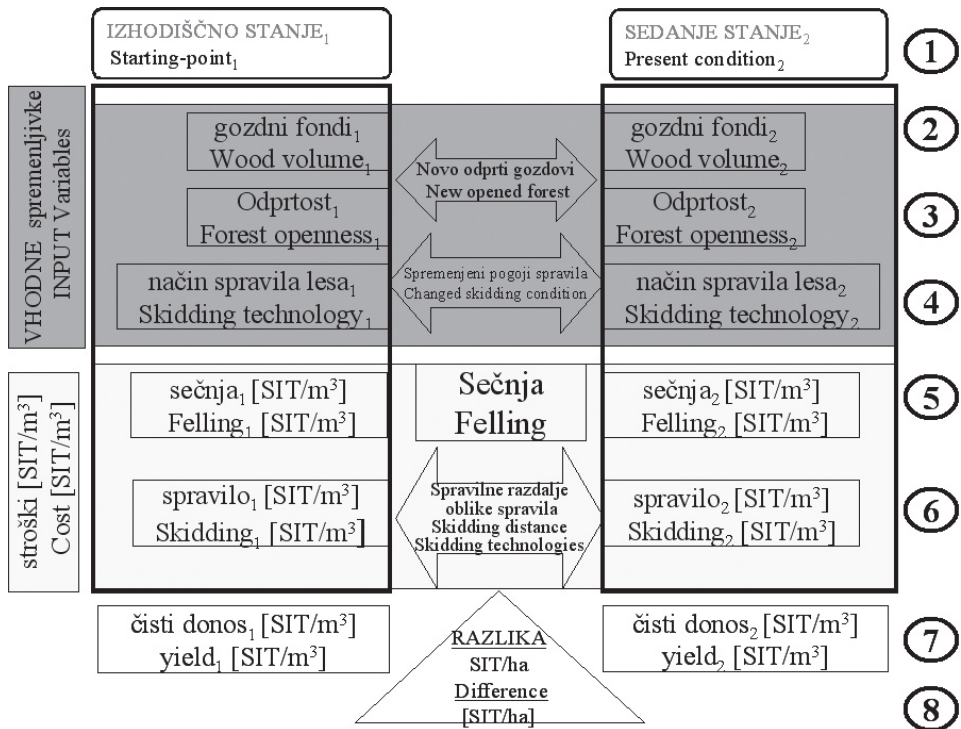 IZHODIŠČNO STANJE₁
Starting-point₁
SEDANJE STANJE₂
Present condition₂
1
VHODNE spremenljivke
INPUT Variables
gozdni fondi₁
Wood volume₁
Novo odprti gozdovi
New opened forest
gozdni fondi₂
Wood volume₂
2
Odprtost₁
Forest openness₁
Odprtost₂
Forest openness₂
3
način spravila lesa₁
Skidding technology₁
Spremenjeni pogoji spravila
Changed skidding condition
način spravila lesa₂
Skidding technology₂
4
stroški [SIT/m³]
Cost [SIT/m³]
sečnja₁ [SIT/m³]
Felling₁ [SIT/m³]
Sečnja
Felling
sečnja₂ [SIT/m³]
Felling₂ [SIT/m³]
5
spravilo₁ [SIT/m³]
Skidding₁ [SIT/m³]
Spravilne razdalje
oblike spravila
Skidding distance
Skidding technologies
spravilo₂ [SIT/m³]
Skidding₂ [SIT/m³]
6
čisti donos₁ [SIT/m³]
yield₁ [SIT/m³]
RAZLIKA
SIT/ha
Difference
[SIT/ha]
čisti donos₂ [SIT/m³]
yield₂ [SIT/m³]
7
8